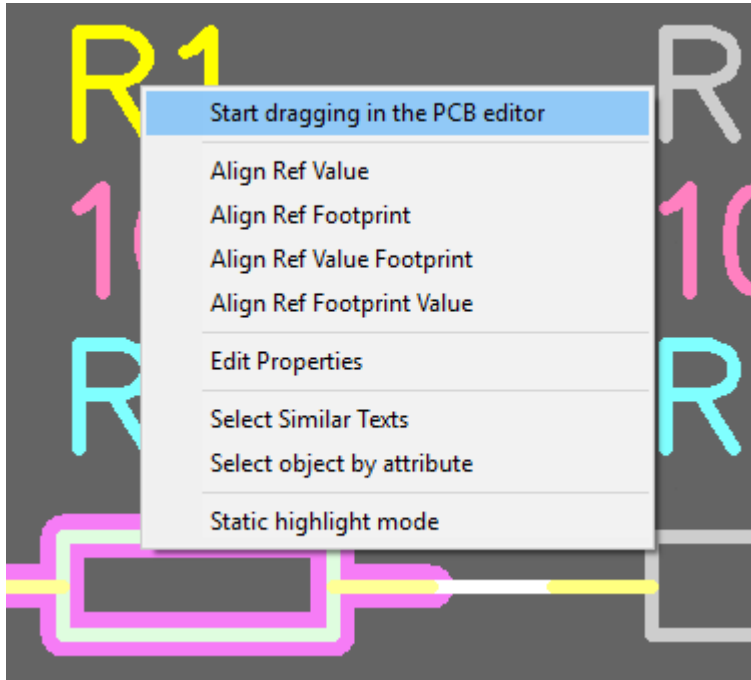 R1
Start dragging in the PCB editor
Align Ref Value
Align Ref Footprint
Align Ref Value Footprint
Align Ref Footprint Value
Edit Properties
Select Similar Texts
Select object by attribute
Static highlight mode